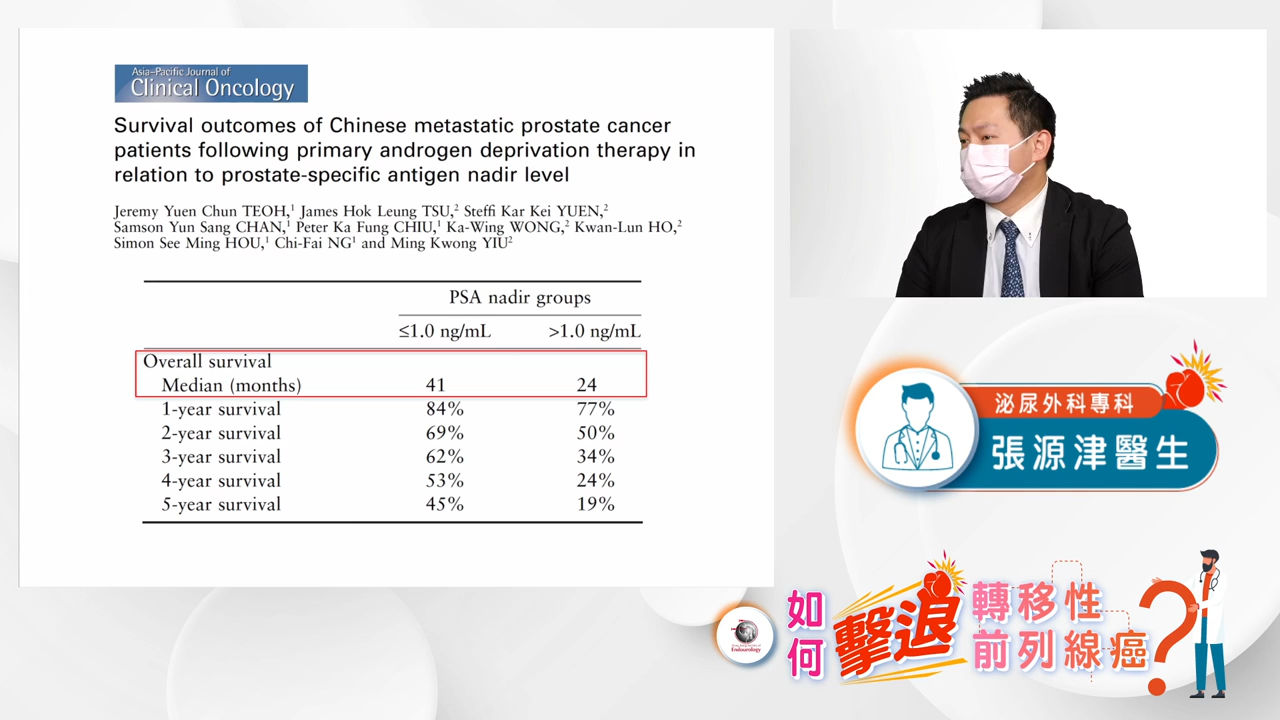 Asia–Pacific Journal of
Clinical Oncology
Survival outcomes of Chinese metastatic prostate cancer
patients following primary androgen deprivation therapy in
relation to prostate-specific antigen nadir level
Jeremy Yuen Chun TEOH,¹ James Hok Leung TSU,² Steffi Kar Kei YUEN,²
Samson Yun Sang CHAN,¹ Peter Ka Fung CHIU,¹ Ka-Wing WONG,² Kwan-Lun HO,²
Simon See Ming HOU,¹ Chi-Fai NG¹ and Ming Kwong YIU²
PSA nadir groups
≤1.0 ng/mL >1.0 ng/mL
Overall survival
Median (months) 41 24
1-year survival 84% 77%
2-year survival 69% 50%
3-year survival 62% 34%
4-year survival 53% 24%
5-year survival 45% 19%
泌尿外科專科
張源津醫生
Endourology
如何擊退轉移性
前列線癌?